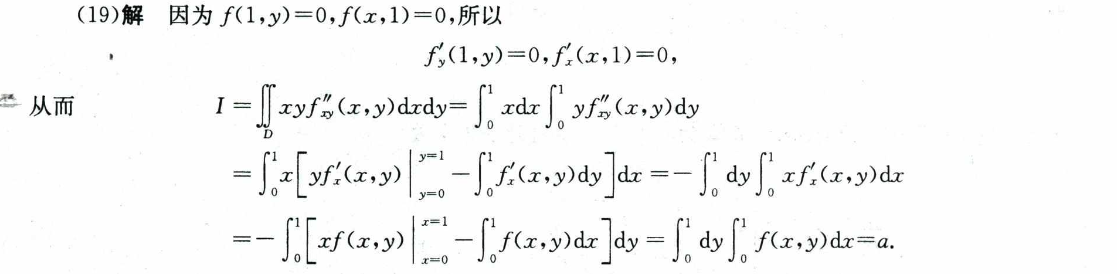 (19)解 因为 f(1,y)=0,f(x,1)=0,所以
f′_y(1,y)=0,f′_x(x,1)=0,
从而 I=∬_D xyf″_{xy}(x,y)dxdy=∫_0^1 xdx∫_0^1 yf″_{xy}(x,y)dy
=∫_0^1 x[yf′_x(x,y)|_{y=0}^{y=1}-∫_0^1 f′_x(x,y)dy]dx=-∫_0^1 dy∫_0^1 xf′_x(x,y)dx
=-∫_0^1[xf(x,y)|_{x=0}^{x=1}-∫_0^1 f(x,y)dx]dy=∫_0^1 dy∫_0^1 f(x,y)dx=a.